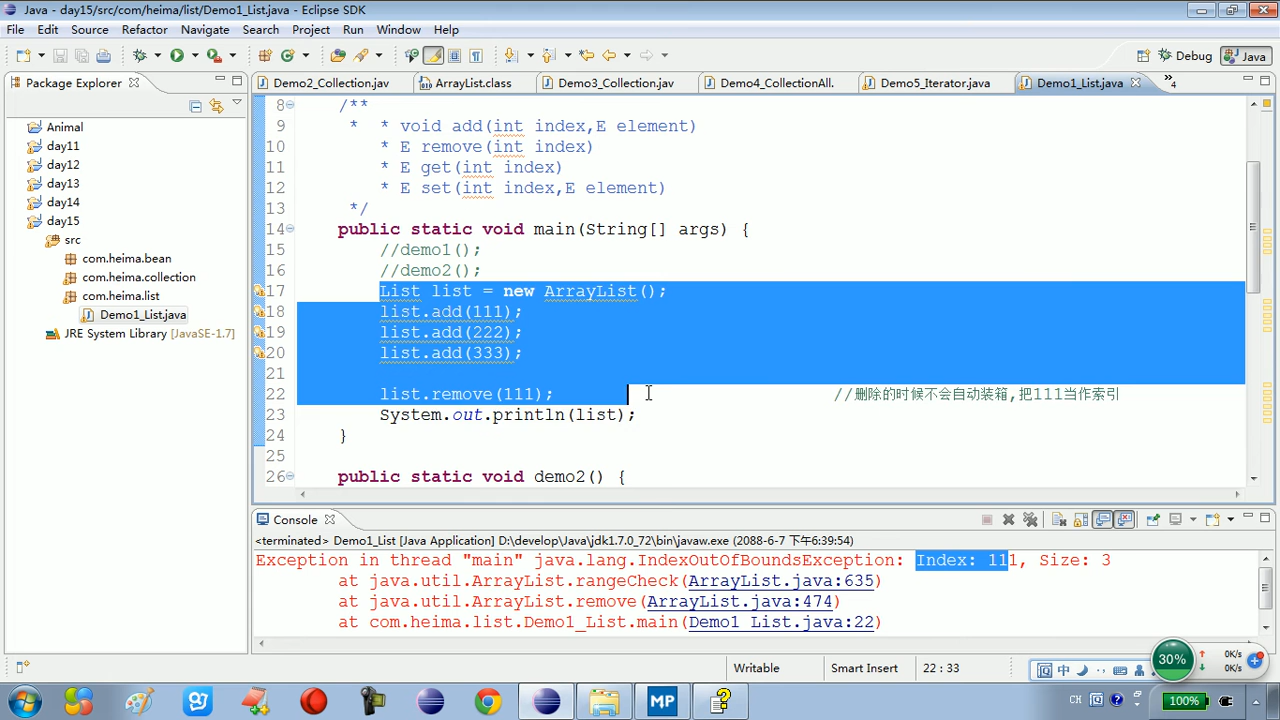 Java - day15/src/com/heima/list/Demo1_List.java - Eclipse SDK
File Edit Source Refactor Navigate Search Project Run Window Help
Debug Java
Package Explorer
Animal
day11
day12
day13
day14
day15
src
com.heima.bean
com.heima.collection
com.heima.list
Demo1_List.java
JRE System Library [JavaSE-1.7]
Demo2_Collection.jav ArrayList.class Demo3_Collection.jav Demo4_CollectionAll. Demo5_Iterator.java Demo1_List.java 4
8 /**
9 * * void add(int index,E element)
10 * E remove(int index)
11 * E get(int index)
12 * E set(int index,E element)
13 */
14 public static void main(String[] args) {
15 //demo1();
16 //demo2();
17 List list = new ArrayList();
18 list.add(111);
19 list.add(222);
20 list.add(333);
21
22 list.remove(111); //删除的时候不会自动装箱,把111当作索引
23 System.out.println(list);
24 }
25
26 public static void demo2() {
Console
<terminated> Demo1_List [Java Application] D:\develop\Java\jdk1.7.0_72\bin\javaw.exe (2088-6-7 下午6:39:54)
Exception in thread "main" java.lang.IndexOutOfBoundsException: Index: 111, Size: 3
at java.util.ArrayList.rangeCheck(ArrayList.java:635)
at java.util.ArrayList.remove(ArrayList.java:474)
at com.heima.list.Demo1_List.main(Demo1_List.java:22)
Writable Smart Insert 22 : 33
中
30% 0K/s
0K/s
MP
CH 100%